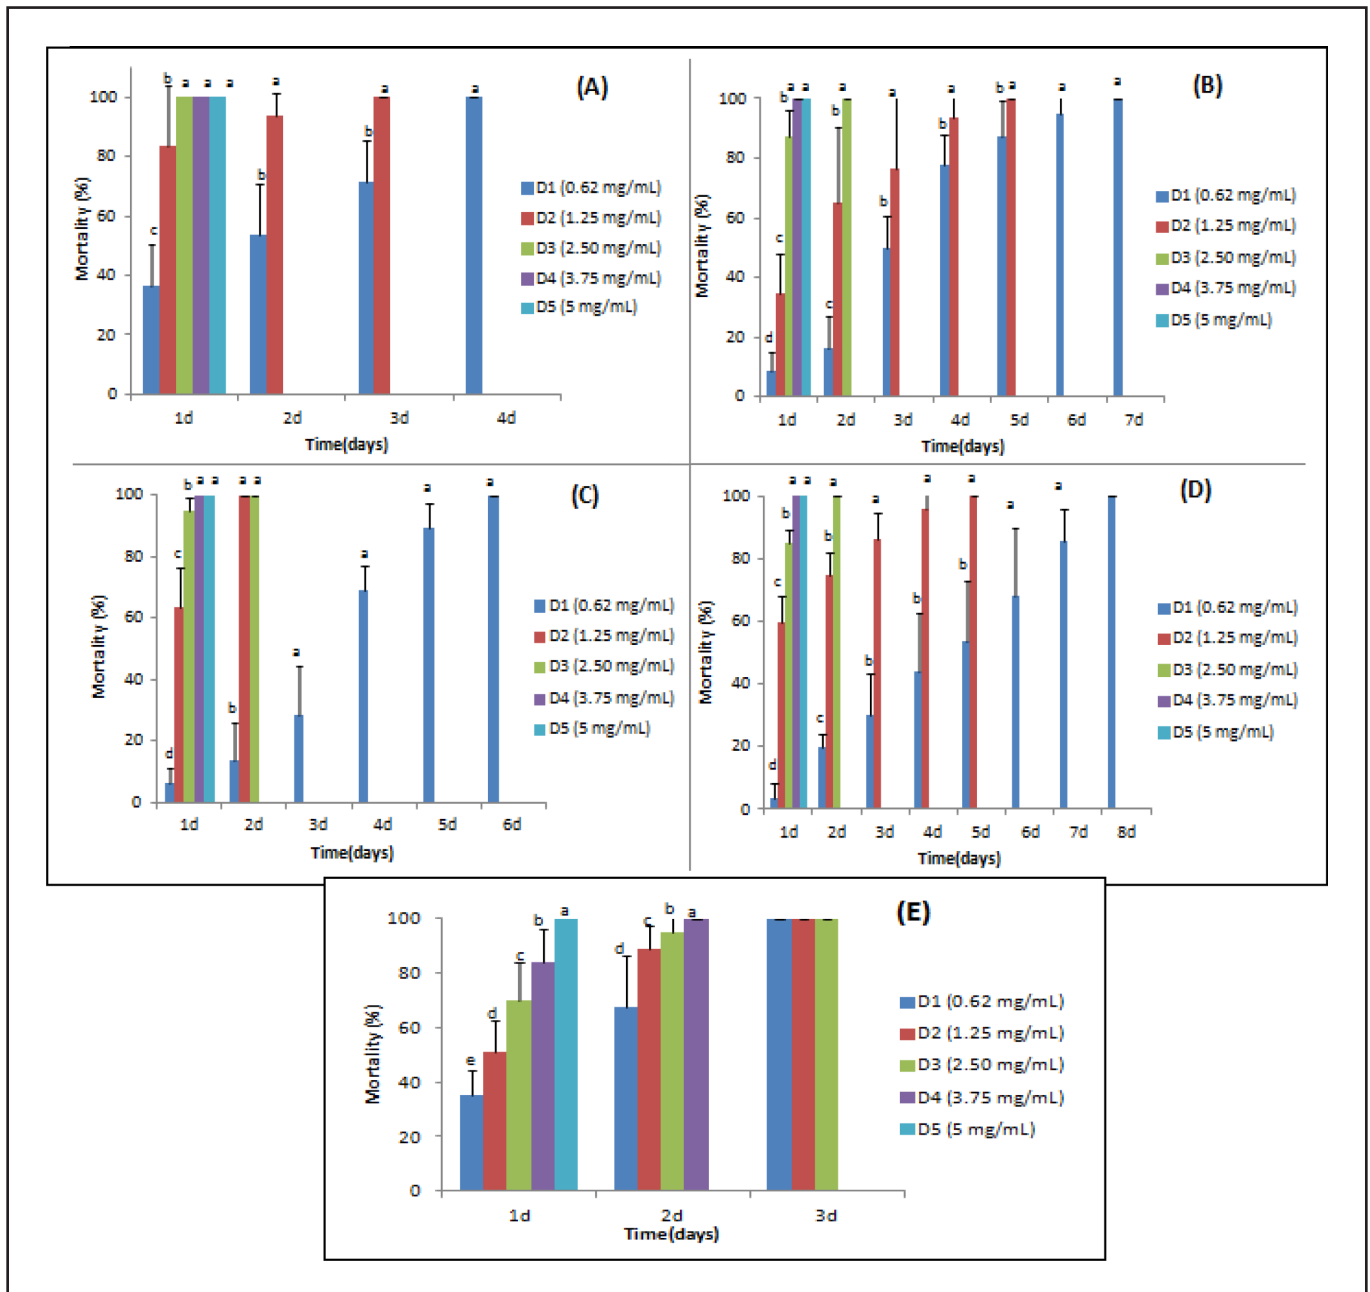 (A)
Mortality (%)
100
80
60
40
20
0
c b a a a
b a
b a
a
1d 2d 3d 4d
Time(days)
D1 (0.62 mg/mL)
D2 (1.25 mg/mL)
D3 (2.50 mg/mL)
D4 (3.75 mg/mL)
D5 (5 mg/mL)
(B)
Mortality (%)
100
80
60
40
20
0
d c b a a
c b a
b a
b a
b a
a
a
1d 2d 3d 4d 5d 6d 7d
Time(days)
D1 (0.62 mg/mL)
D2 (1.25 mg/mL)
D3 (2.50 mg/mL)
D4 (3.75 mg/mL)
D5 (5 mg/mL)
(C)
Mortality (%)
100
80
60
40
20
0
d c b a a
b a a
a
a
a
a
1d 2d 3d 4d 5d 6d
Time(days)
D1 (0.62 mg/mL)
D2 (1.25 mg/mL)
D3 (2.50 mg/mL)
D4 (3.75 mg/mL)
D5 (5 mg/mL)
(D)
Mortality (%)
100
80
60
40
20
0
d c b a a
c b a
b a
b a
b a
a
a
1d 2d 3d 4d 5d 6d 7d 8d
Time(days)
D1 (0.62 mg/mL)
D2 (1.25 mg/mL)
D3 (2.50 mg/mL)
D4 (3.75 mg/mL)
D5 (5 mg/mL)
(E)
Mortality (%)
100
80
60
40
20
0
e d c b a
d c b a
1d 2d 3d
Time(days)
D1 (0.62 mg/mL)
D2 (1.25 mg/mL)
D3 (2.50 mg/mL)
D4 (3.75 mg/mL)
D5 (5 mg/mL)